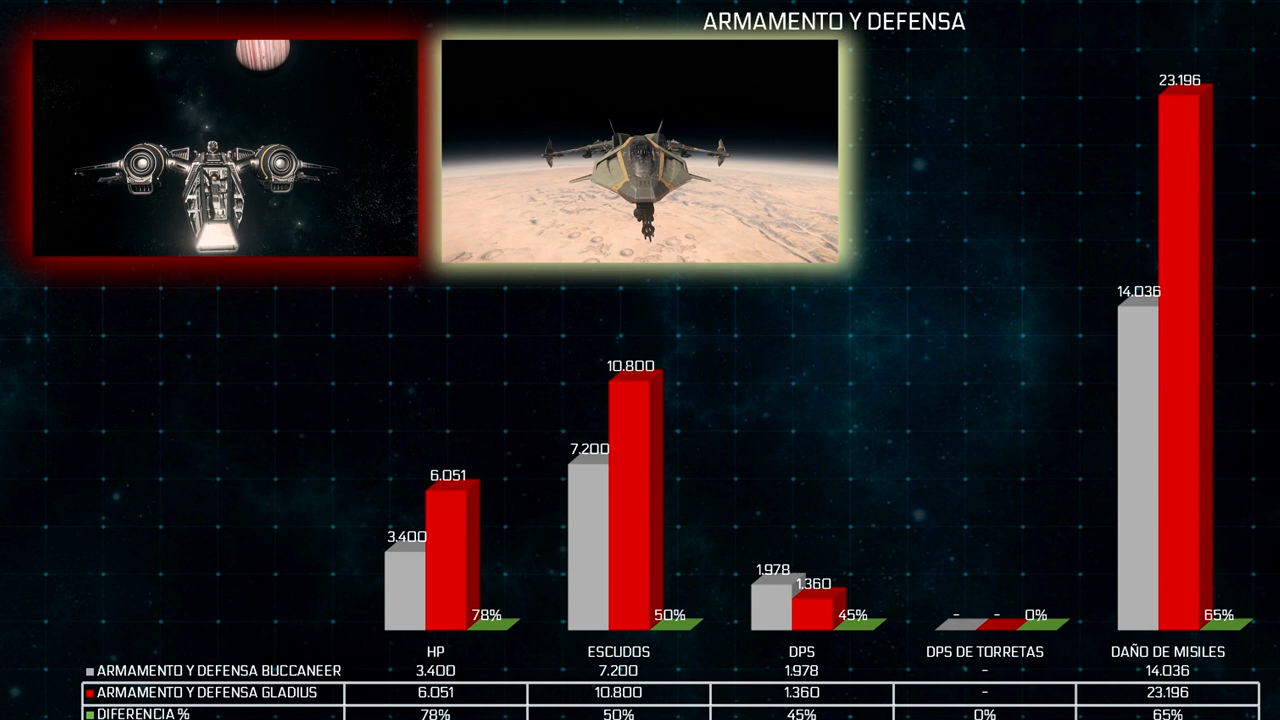 ARMAMENTO Y DEFENSA
23.196
14.036
10.800
7.200
6.051
3.400
1.978
1.360
78%
50%
45%
- - 0%
65%
HP ESCUDOS DPS DPS DE TORRETAS DAÑO DE MISILES
ARMAMENTO Y DEFENSA BUCCANEER 3.400 7.200 1.978 - 14.036
ARMAMENTO Y DEFENSA GLADIUS 6.051 10.800 1.360 - 23.196
DIFERENCIA % 78% 50% 45% 0% 65%